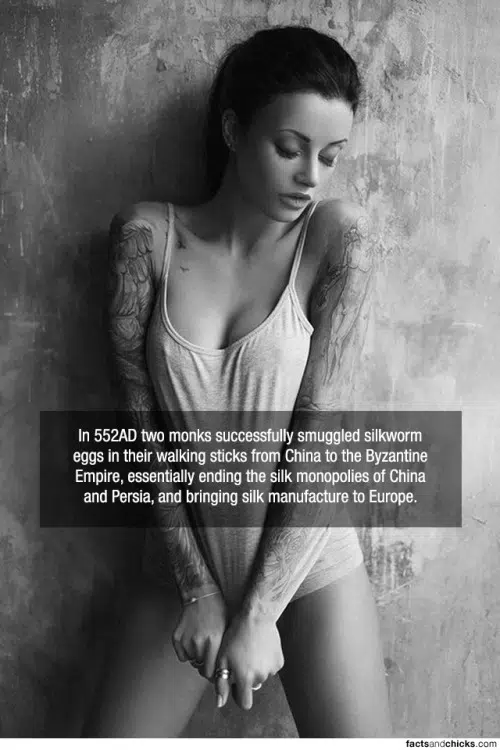 In 552AD two monks successfully smuggled silkworm
eggs in their walking sticks from China to the Byzantine
Empire, essentially ending the silk monopolies of China
and Persia, and bringing silk manufacture to Europe.
factsandchicks.com